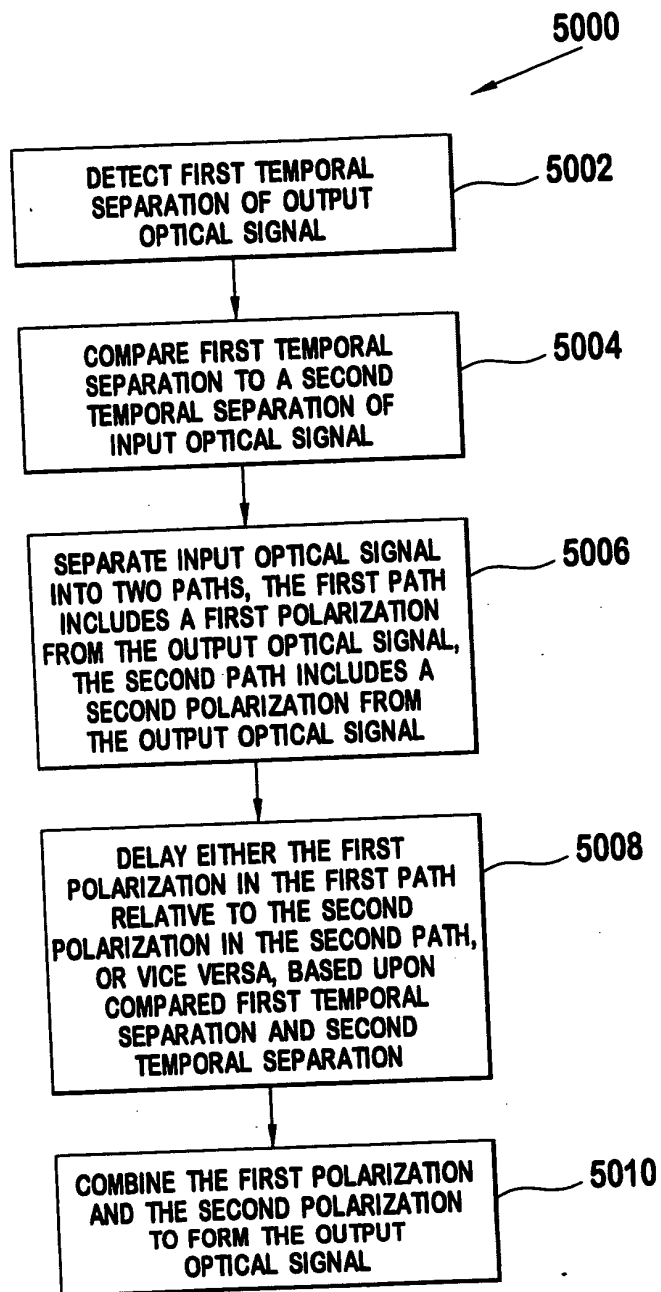 5000
DETECT FIRST TEMPORAL
SEPARATION OF OUTPUT
OPTICAL SIGNAL
5002
COMPARE FIRST TEMPORAL
SEPARATION TO A SECOND
TEMPORAL SEPARATION OF
INPUT OPTICAL SIGNAL
5004
SEPARATE INPUT OPTICAL SIGNAL
INTO TWO PATHS, THE FIRST PATH
INCLUDES A FIRST POLARIZATION
FROM THE OUTPUT OPTICAL SIGNAL,
THE SECOND PATH INCLUDES A
SECOND POLARIZATION FROM
THE OUTPUT OPTICAL SIGNAL
5006
DELAY EITHER THE FIRST
POLARIZATION IN THE FIRST PATH
RELATIVE TO THE SECOND
POLARIZATION IN THE SECOND PATH,
OR VICE VERSA, BASED UPON
COMPARED FIRST TEMPORAL
SEPARATION AND SECOND
TEMPORAL SEPARATION
5008
COMBINE THE FIRST POLARIZATION
AND THE SECOND POLARIZATION
TO FORM THE OUTPUT
OPTICAL SIGNAL
5010